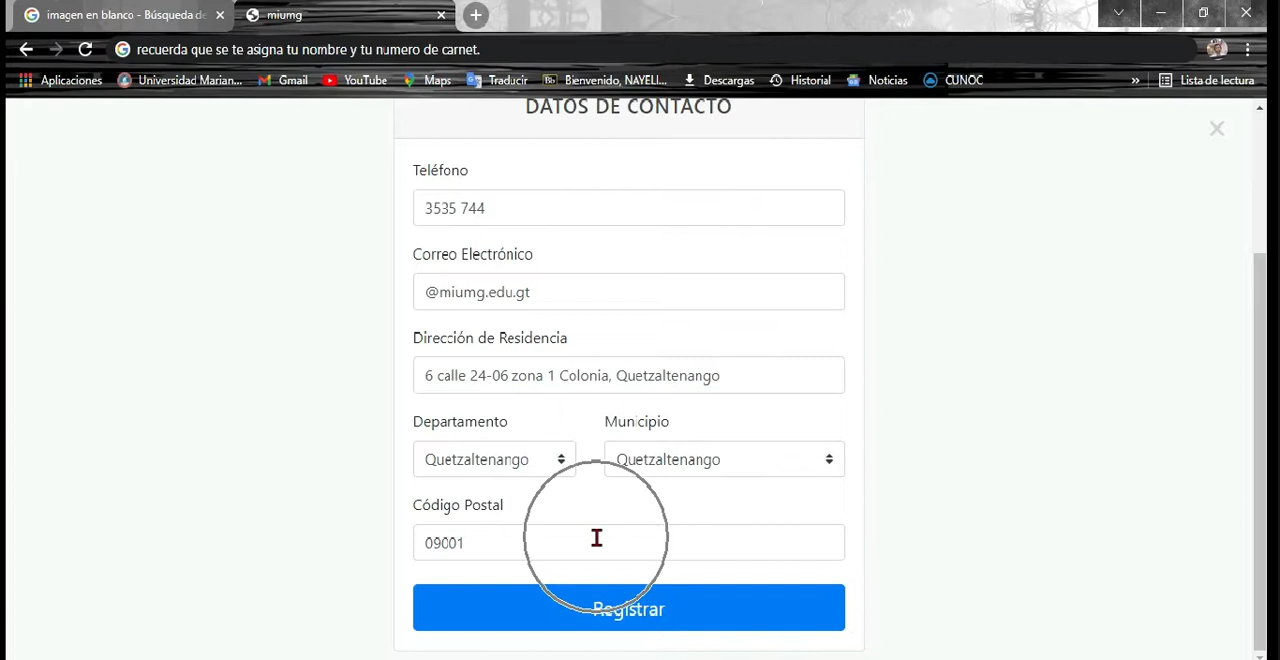 imagen en blanco - Búsqueda de
miumg
recuerda que se te asigna tu nombre y tu numero de carnet.
Aplicaciones Universidad Marian... Gmail YouTube Maps Traducir Bienvenido, NAYELI... Descargas Historial Noticias CUNOC » Lista de lectura
DATOS DE CONTACTO
Teléfono
3535 744
Correo Electrónico
@miumg.edu.gt
Dirección de Residencia
6 calle 24-06 zona 1 Colonia, Quetzaltenango
Departamento Municipio
Quetzaltenango Quetzaltenango
Código Postal
09001
Registrar